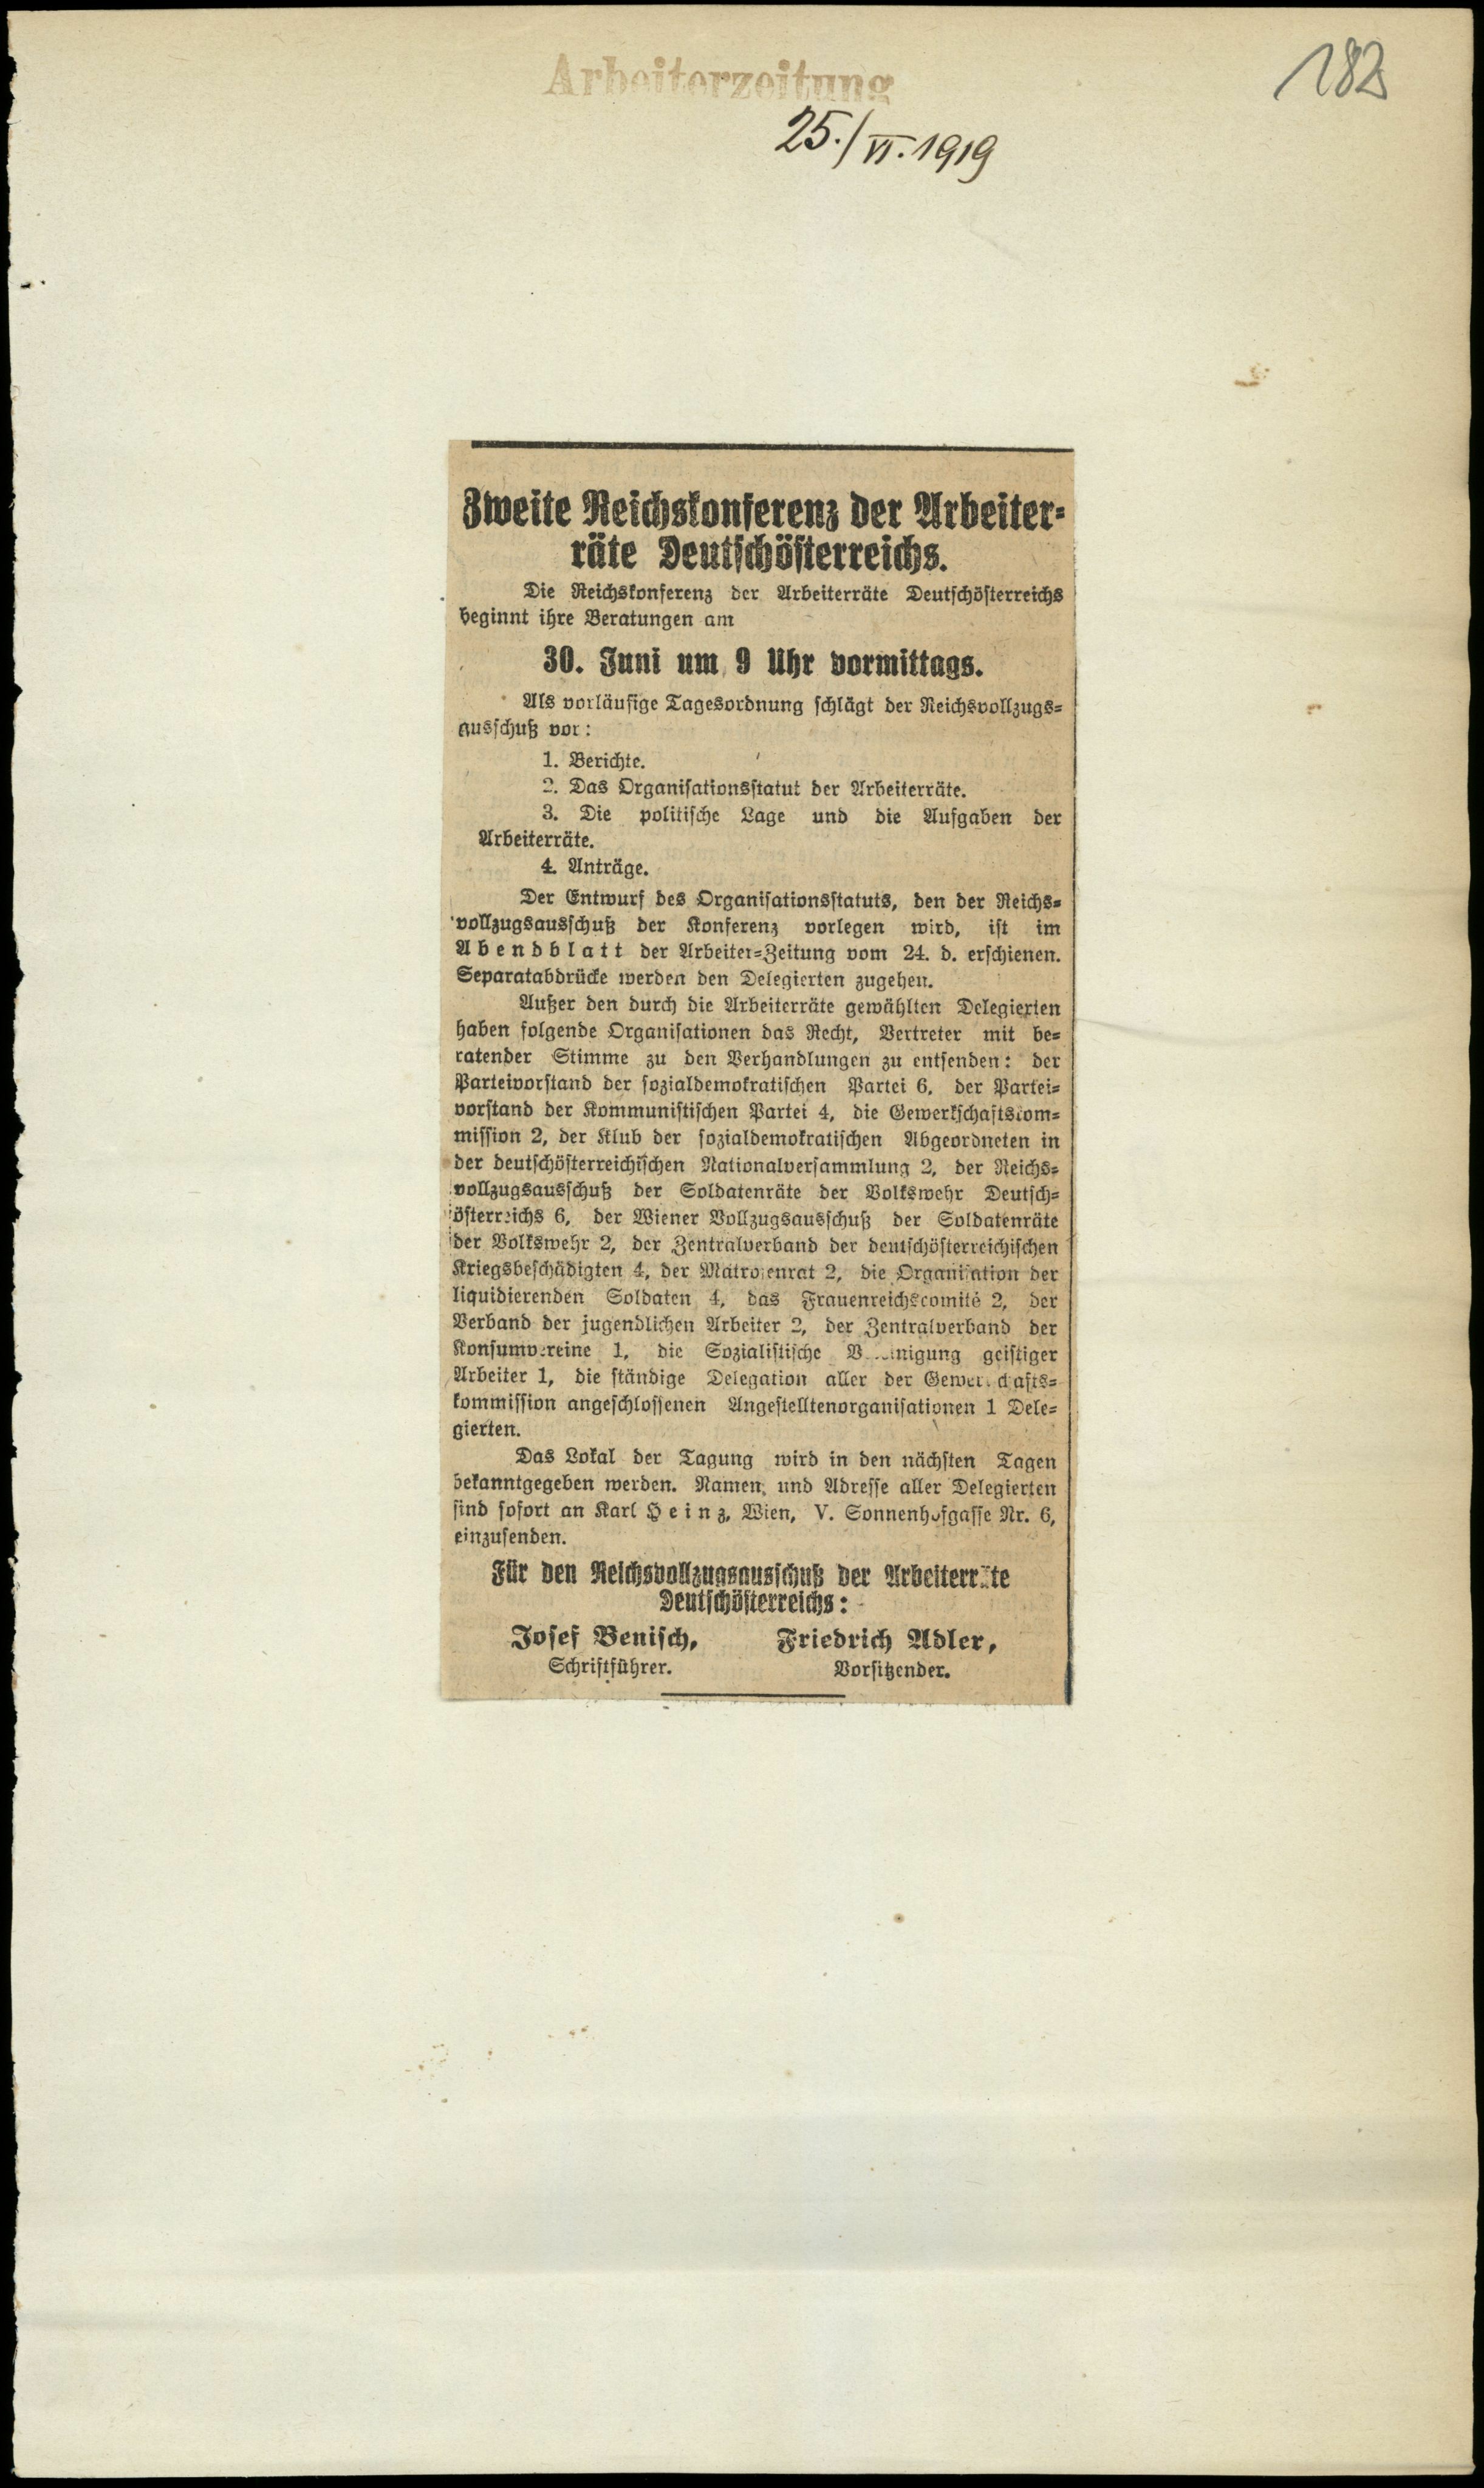 Arbeiterzeitung
182
25./VI.1919
Zweite Reichskonferenz der Arbeiter-
räte Deutschösterreichs.
Die Reichskonferenz der Arbeiterräte Deutschösterreichs
beginnt ihre Beratungen am
30. Juni um 9 Uhr vormittags.
Als vorläufige Tagesordnung schlägt der Reichsvollzugs-
ausschuß vor:
1. Berichte.
2. Das Organisationsstatut der Arbeiterräte.
3. Die politische Lage und die Aufgaben der
Arbeiterräte.
4. Anträge.
Der Entwurf des Organisationsstatuts, den der Reichs-
vollzugsausschuß der Konferenz vorlegen wird, ist im
Abendblatt der Arbeiter-Zeitung vom 24. d. erschienen.
Separatabdrücke werden den Delegierten zugehen.
Außer den durch die Arbeiterräte gewählten Delegierten
haben folgende Organisationen das Recht, Vertreter mit be-
ratender Stimme zu den Verhandlungen zu entsenden: der
Parteivorstand der sozialdemokratischen Partei 6, der Partei-
vorstand der Kommunistischen Partei 4, die Gewerkschaftskom-
mission 2, der Klub der sozialdemokratischen Abgeordneten in
der deutschösterreichischen Nationalversammlung 2, der Reichs-
vollzugsausschuß der Soldatenräte der Volkswehr Deutsch-
österreichs 6, der Wiener Vollzugsausschuß der Soldatenräte
der Volkswehr 2, der Zentralverband der deutschösterreichischen
Kriegsbeschädigten 4, der Matrosenrat 2, die Organisation der
liquidierenden Soldaten 4, das Frauenreichscomité 2, der
Verband der jugendlichen Arbeiter 2, der Zentralverband der
Konsumvereine 1, die Sozialistische Vereinigung geistiger
Arbeiter 1, die ständige Delegation aller der Gewerkschafts-
kommission angeschlossenen Angestelltenorganisationen 1 Dele-
gierten.
Das Lokal der Tagung wird in den nächsten Tagen
bekanntgegeben werden. Namen und Adresse aller Delegierten
sind sofort an Karl Heinz, Wien, V. Sonnenhofgasse Nr. 6,
einzusenden.
Für den Reichsvollzugsausschuß der Arbeiterräte
Deutschösterreichs:
Josef Benisch, Friedrich Adler,
Schriftführer. Vorsitzender.